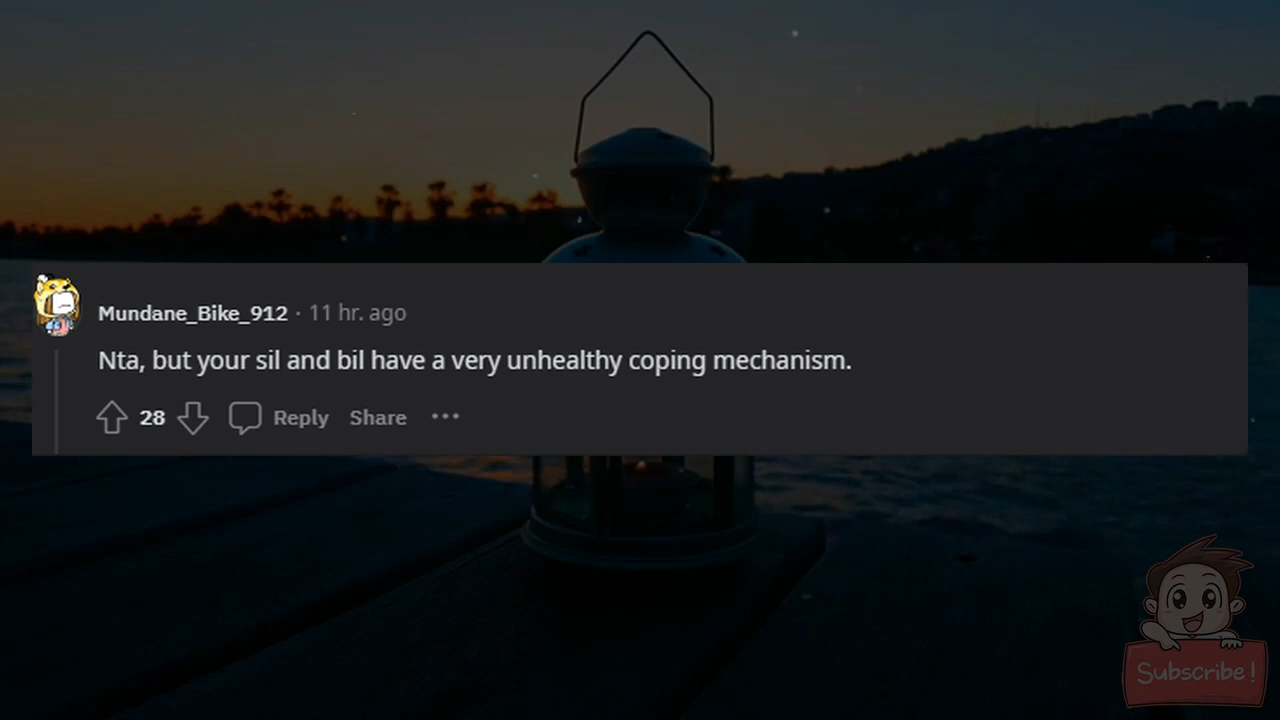 Mundane_Bike_912 · 11 hr. ago
Nta, but your sil and bil have a very unhealthy coping mechanism.
28 Reply Share ...
Subscribe!